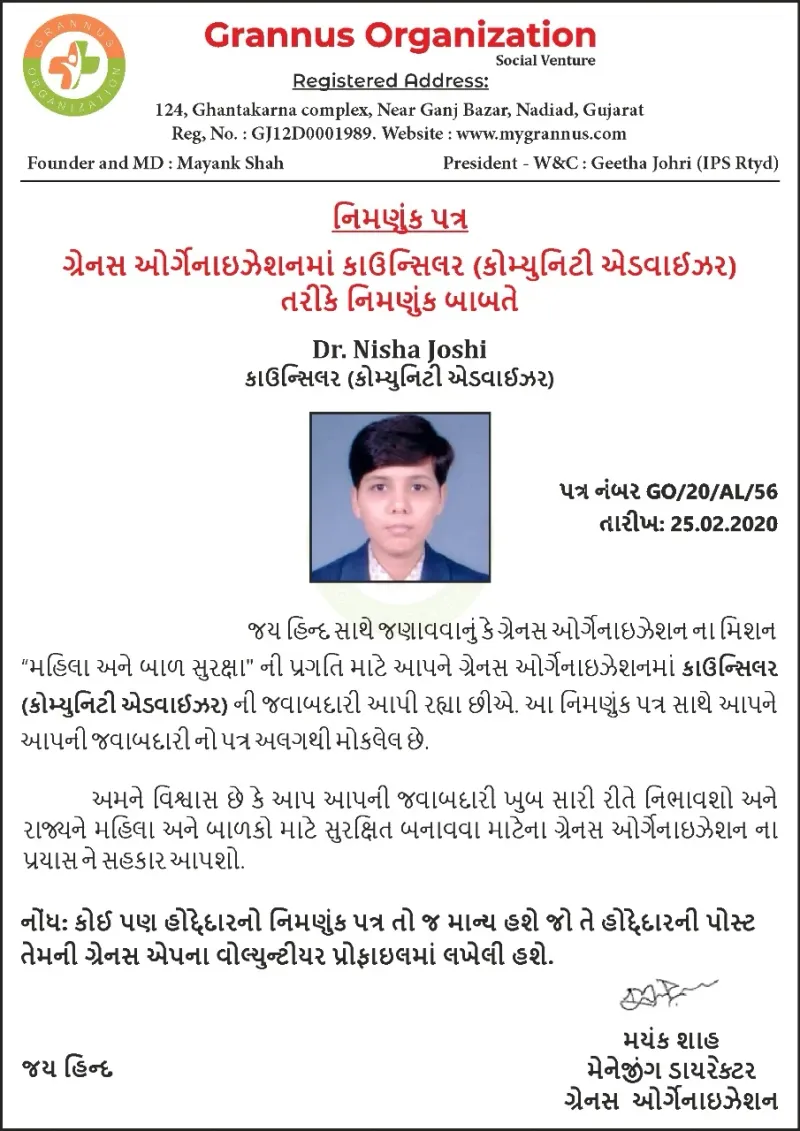 GRANNUS ORGANIZATION
Grannus Organization
Social Venture
Registered Address:
124, Ghantakarna complex, Near Ganj Bazar, Nadiad, Gujarat
Reg, No. : GJ12D0001989. Website : www.mygrannus.com
Founder and MD : Mayank Shah President - W&C : Geetha Johri (IPS Rtyd)
નિમણુંક પત્ર
ગ્રેનસ ઓર્ગેનાઇઝેશનમાં કાઉન્સિલર (કોમ્યુનિટી એડવાઈઝર)
તરીકે નિમણુંક બાબતે
Dr. Nisha Joshi
કાઉન્સિલર (કોમ્યુનિટી એડવાઈઝર)
પત્ર નંબર GO/20/AL/56
તારીખ: 25.02.2020
જય હિન્દ સાથે જણાવવાનું કે ગ્રેનસ ઓર્ગેનાઇઝેશન ના મિશન
“મહિલા અને બાળ સુરક્ષા" ની પ્રગતિ માટે આપને ગ્રેનસ ઓર્ગેનાઇઝેશનમાં કાઉન્સિલર
(કોમ્યુનિટી એડવાઈઝર) ની જવાબદારી આપી રહ્યા છીએ. આ નિમણુંક પત્ર સાથે આપને
આપની જવાબદારી નો પત્ર અલગથી મોકલેલ છે.
અમને વિશ્વાસ છે કે આપ આપની જવાબદારી ખુબ સારી રીતે નિભાવશો અને
રાજ્યને મહિલા અને બાળકો માટે સુરક્ષિત બનાવવા માટેના ગ્રેનસ ઓર્ગેનાઇઝેશન ના
પ્રયાસ ને સહકાર આપશો.
નોંધ: કોઈ પણ હોદ્દેદારનો નિમણુંક પત્ર તો જ માન્ય હશે જો તે હોદ્દેદારની પોસ્ટ
તેમની ગ્રેનસ એપના વોલ્યુન્ટીયર પ્રોફાઇલમાં લખેલી હશે.
મયંક શાહ
જય હિન્દ મેનેજીંગ ડાયરેક્ટર
ગ્રેનસ ઓર્ગેનાઇઝેશન